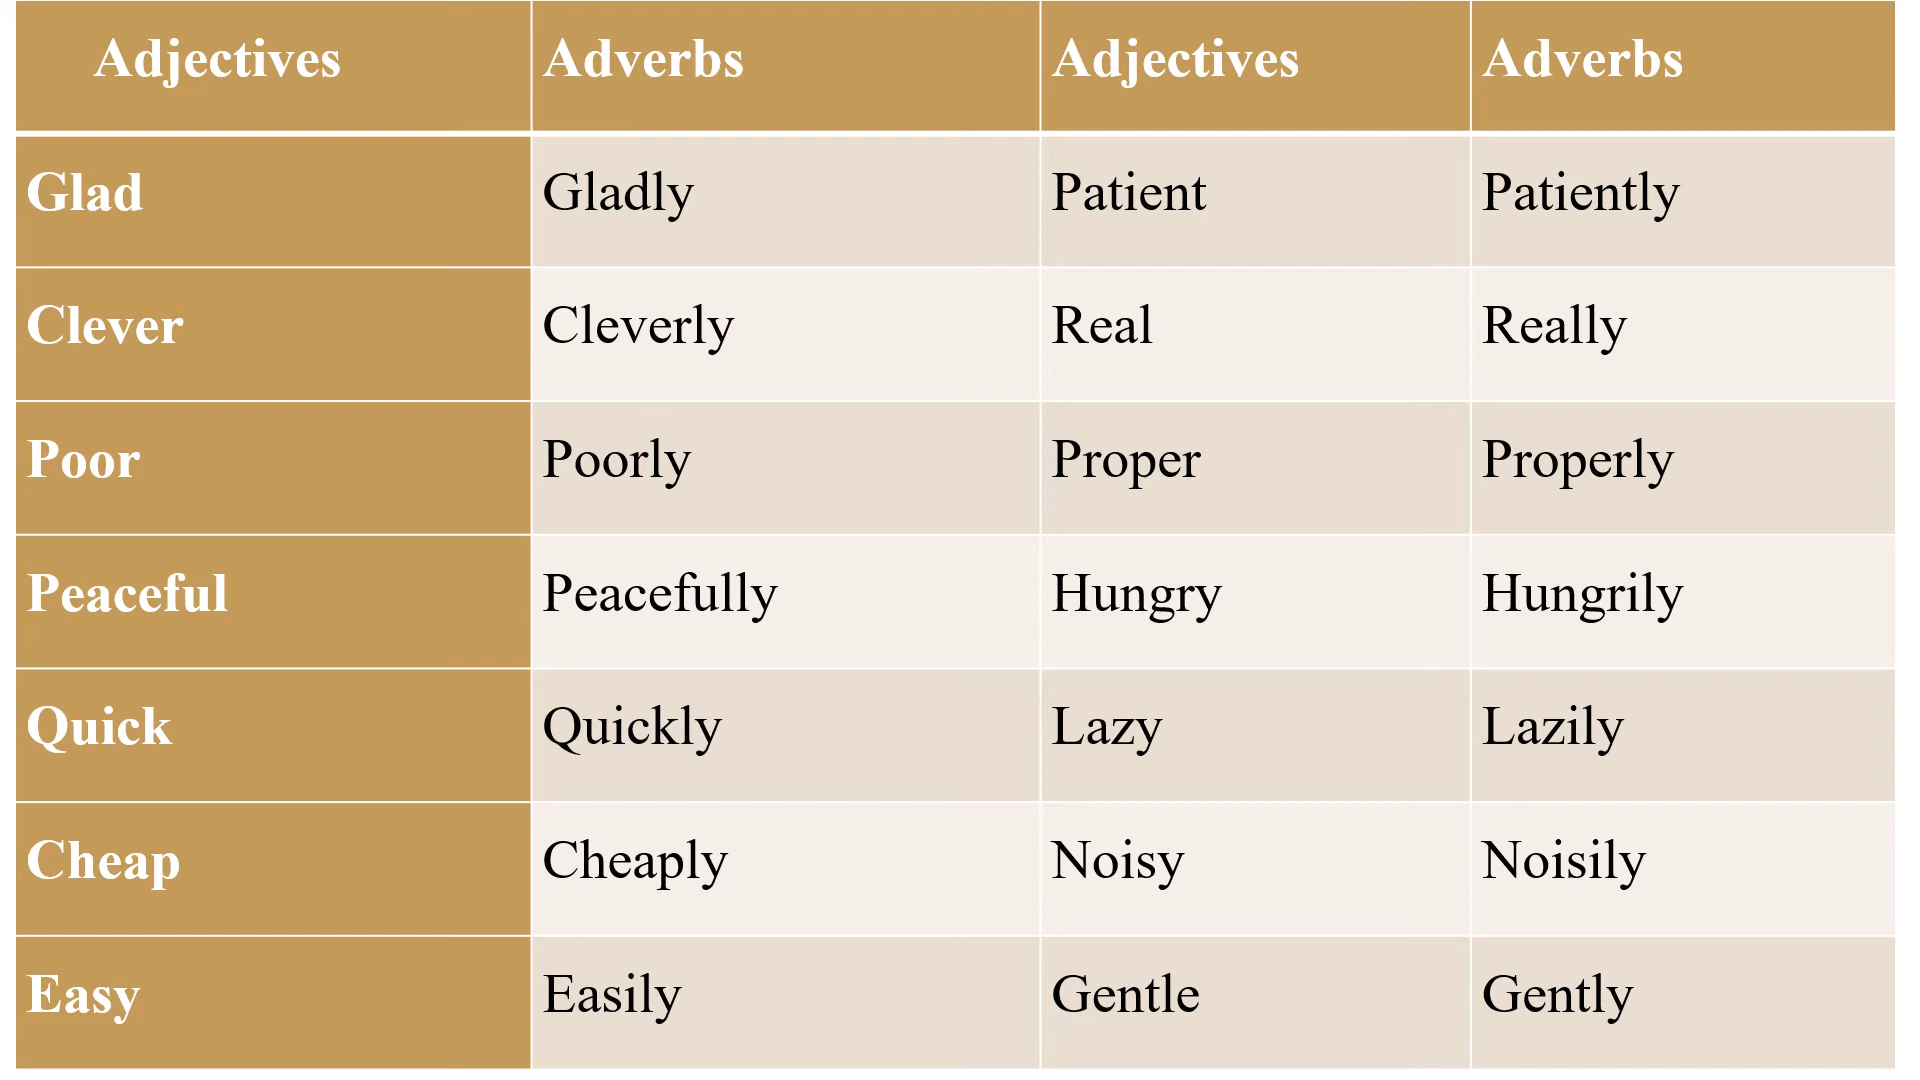 Adjectives Adverbs Adjectives Adverbs
Glad Gladly Patient Patiently
Clever Cleverly Real Really
Poor Poorly Proper Properly
Peaceful Peacefully Hungry Hungrily
Quick Quickly Lazy Lazily
Cheap Cheaply Noisy Noisily
Easy Easily Gentle Gently